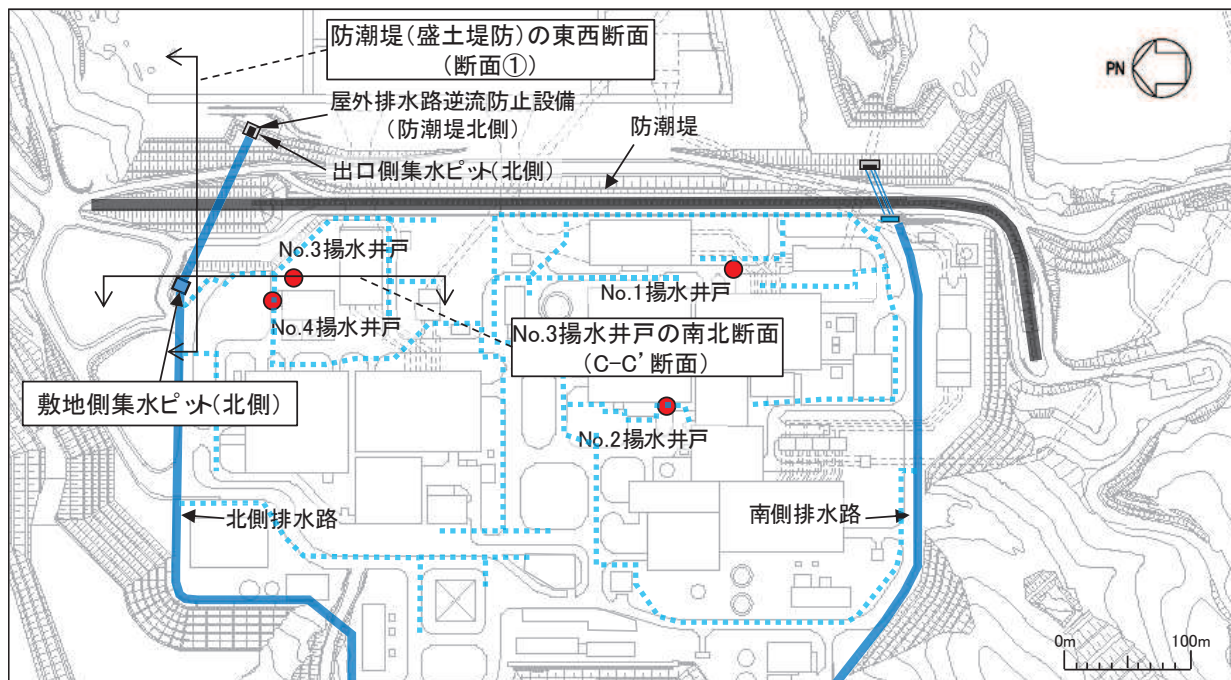 防潮堤(盛土堤防)の東西断面
(断面①)
屋外排水路逆流防止設備
(防潮堤北側)
出口側集水ピット(北側)
防潮堤
PN
No.3揚水井戸
No.4揚水井戸
No.1揚水井戸
No.3揚水井戸の南北断面
(C-C'断面)
敷地側集水ピット(北側)
No.2揚水井戸
北側排水路
南側排水路
0m 100m